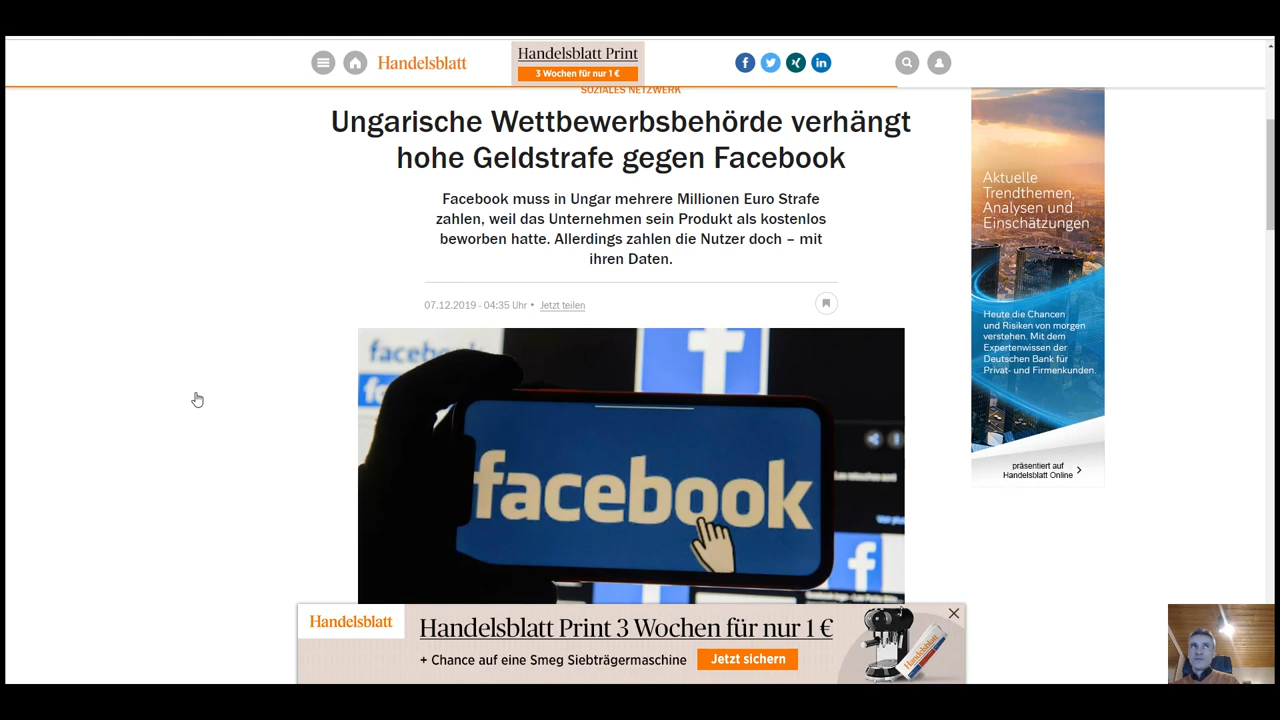 Handelsblatt
Handelsblatt Print
3 Wochen für nur 1 €
SOZIALES NETZWERK
Ungarische Wettbewerbsbehörde verhängt
hohe Geldstrafe gegen Facebook
Facebook muss in Ungar mehrere Millionen Euro Strafe
zahlen, weil das Unternehmen sein Produkt als kostenlos
beworben hatte. Allerdings zahlen die Nutzer doch – mit
ihren Daten.
07.12.2019 - 04:35 Uhr • Jetzt teilen
facebook
facebook
Aktuelle
Trendthemen,
Analysen und
Einschätzungen
Heute die Chancen
und Risiken von morgen
verstehen. Mit dem
Expertenwissen der
Deutschen Bank für
Privat- und Firmenkunden.
präsentiert auf
Handelsblatt Online
Handelsblatt
Handelsblatt Print 3 Wochen für nur 1 €
+ Chance auf eine Smeg Siebträgermaschine
Jetzt sichern
Handelsblatt